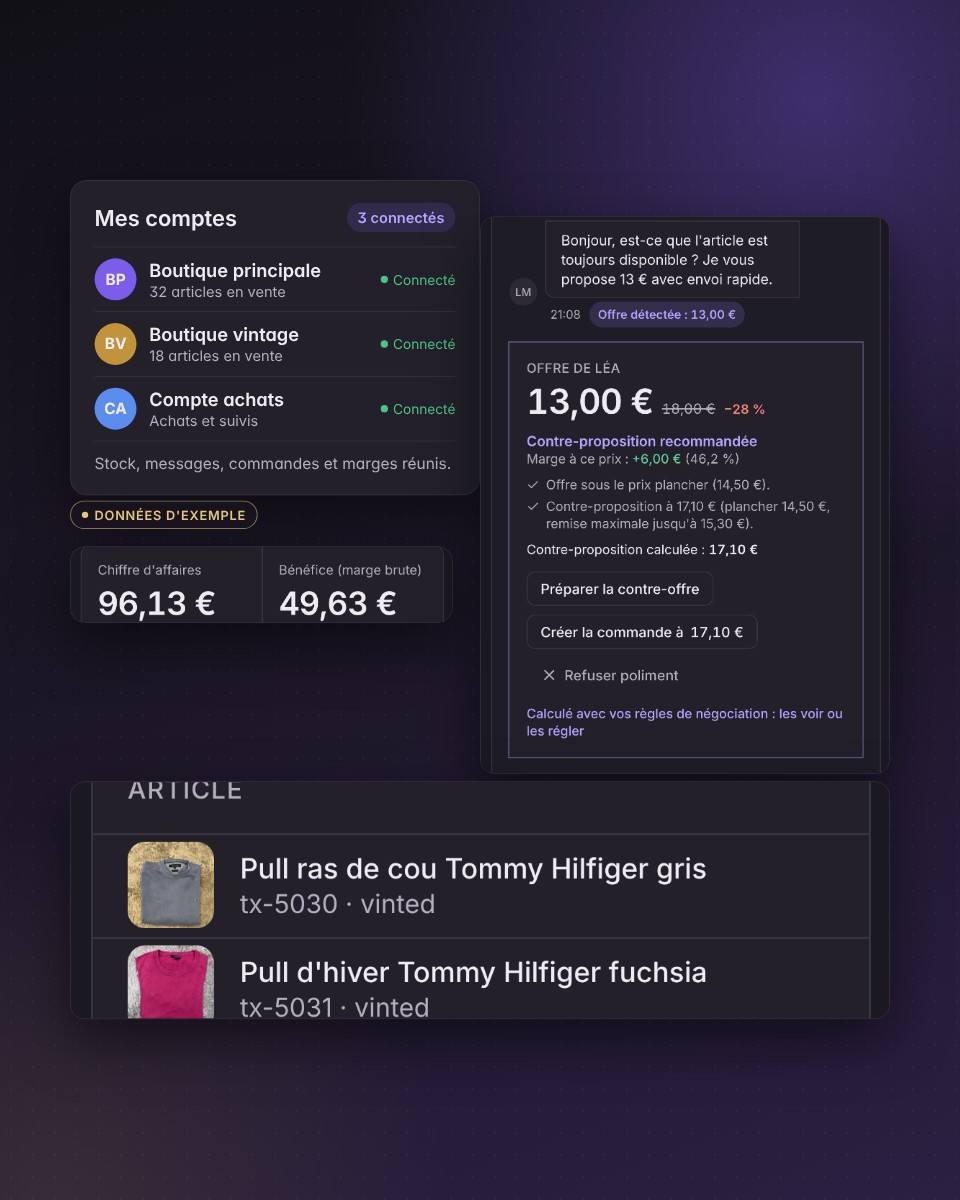 Mes comptes
3 connectés
BP
Boutique principale
32 articles en vente
Connecté
BV
Boutique vintage
18 articles en vente
Connecté
CA
Compte achats
Achats et suivis
Connecté
Stock, messages, commandes et marges réunis.
DONNÉES D'EXEMPLE
Chiffre d'affaires
96,13 €
Bénéfice (marge brute)
49,63 €
Bonjour, est-ce que l'article est
toujours disponible ? Je vous
propose 13 € avec envoi rapide.
LM
21:08
Offre détectée : 13,00 €
OFFRE DE LÉA
13,00 € 18,00 € −28 %
Contre-proposition recommandée
Marge à ce prix : +6,00 € (46,2 %)
Offre sous le prix plancher (14,50 €).
Contre-proposition à 17,10 € (plancher 14,50 €,
remise maximale jusqu'à 15,30 €).
Contre-proposition calculée : 17,10 €
Préparer la contre-offre
Créer la commande à 17,10 €
Refuser poliment
Calculé avec vos règles de négociation : les voir ou
les régler
ARTICLE
Pull ras de cou Tommy Hilfiger gris
tx-5030 · vinted
Pull d'hiver Tommy Hilfiger fuchsia
tx-5031 · vinted